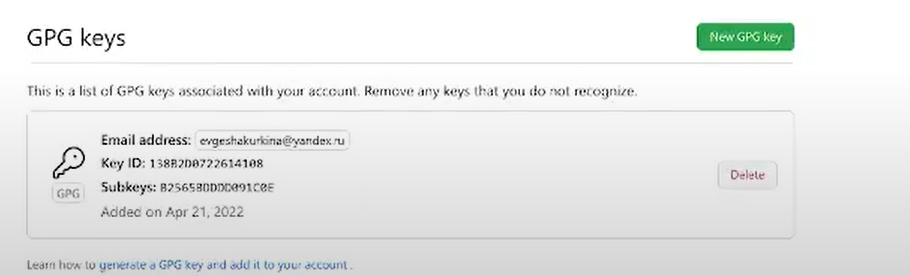 GPG keys
New GPG key
This is a list of GPG keys associated with your account. Remove any keys that you do not recognize.
Email address: evgeshakurkina@yandex.ru
Key ID: 138B2D0722614108
GPG
Subkeys:
Delete
Added on Apr 21, 2022
Learn how to generate a GPG key and add it to your account .